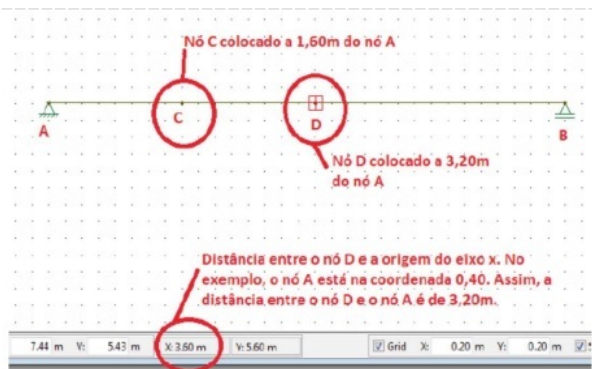 Nó C colocado a 1,60m do nó A
A
C
D
B
Nó D colocado a 3,20m
do nó A
Distância entre o nó D e a origem do eixo x. No
exemplo, o nó A está na coordenada 0,40. Assim, a
distância entre o nó D e o nó A é de 3,20m.
7.44 m Y: 5.43 m X: 3.60 m Y: 5.60 m Grid X: 0.20 m Y: 0.20 m